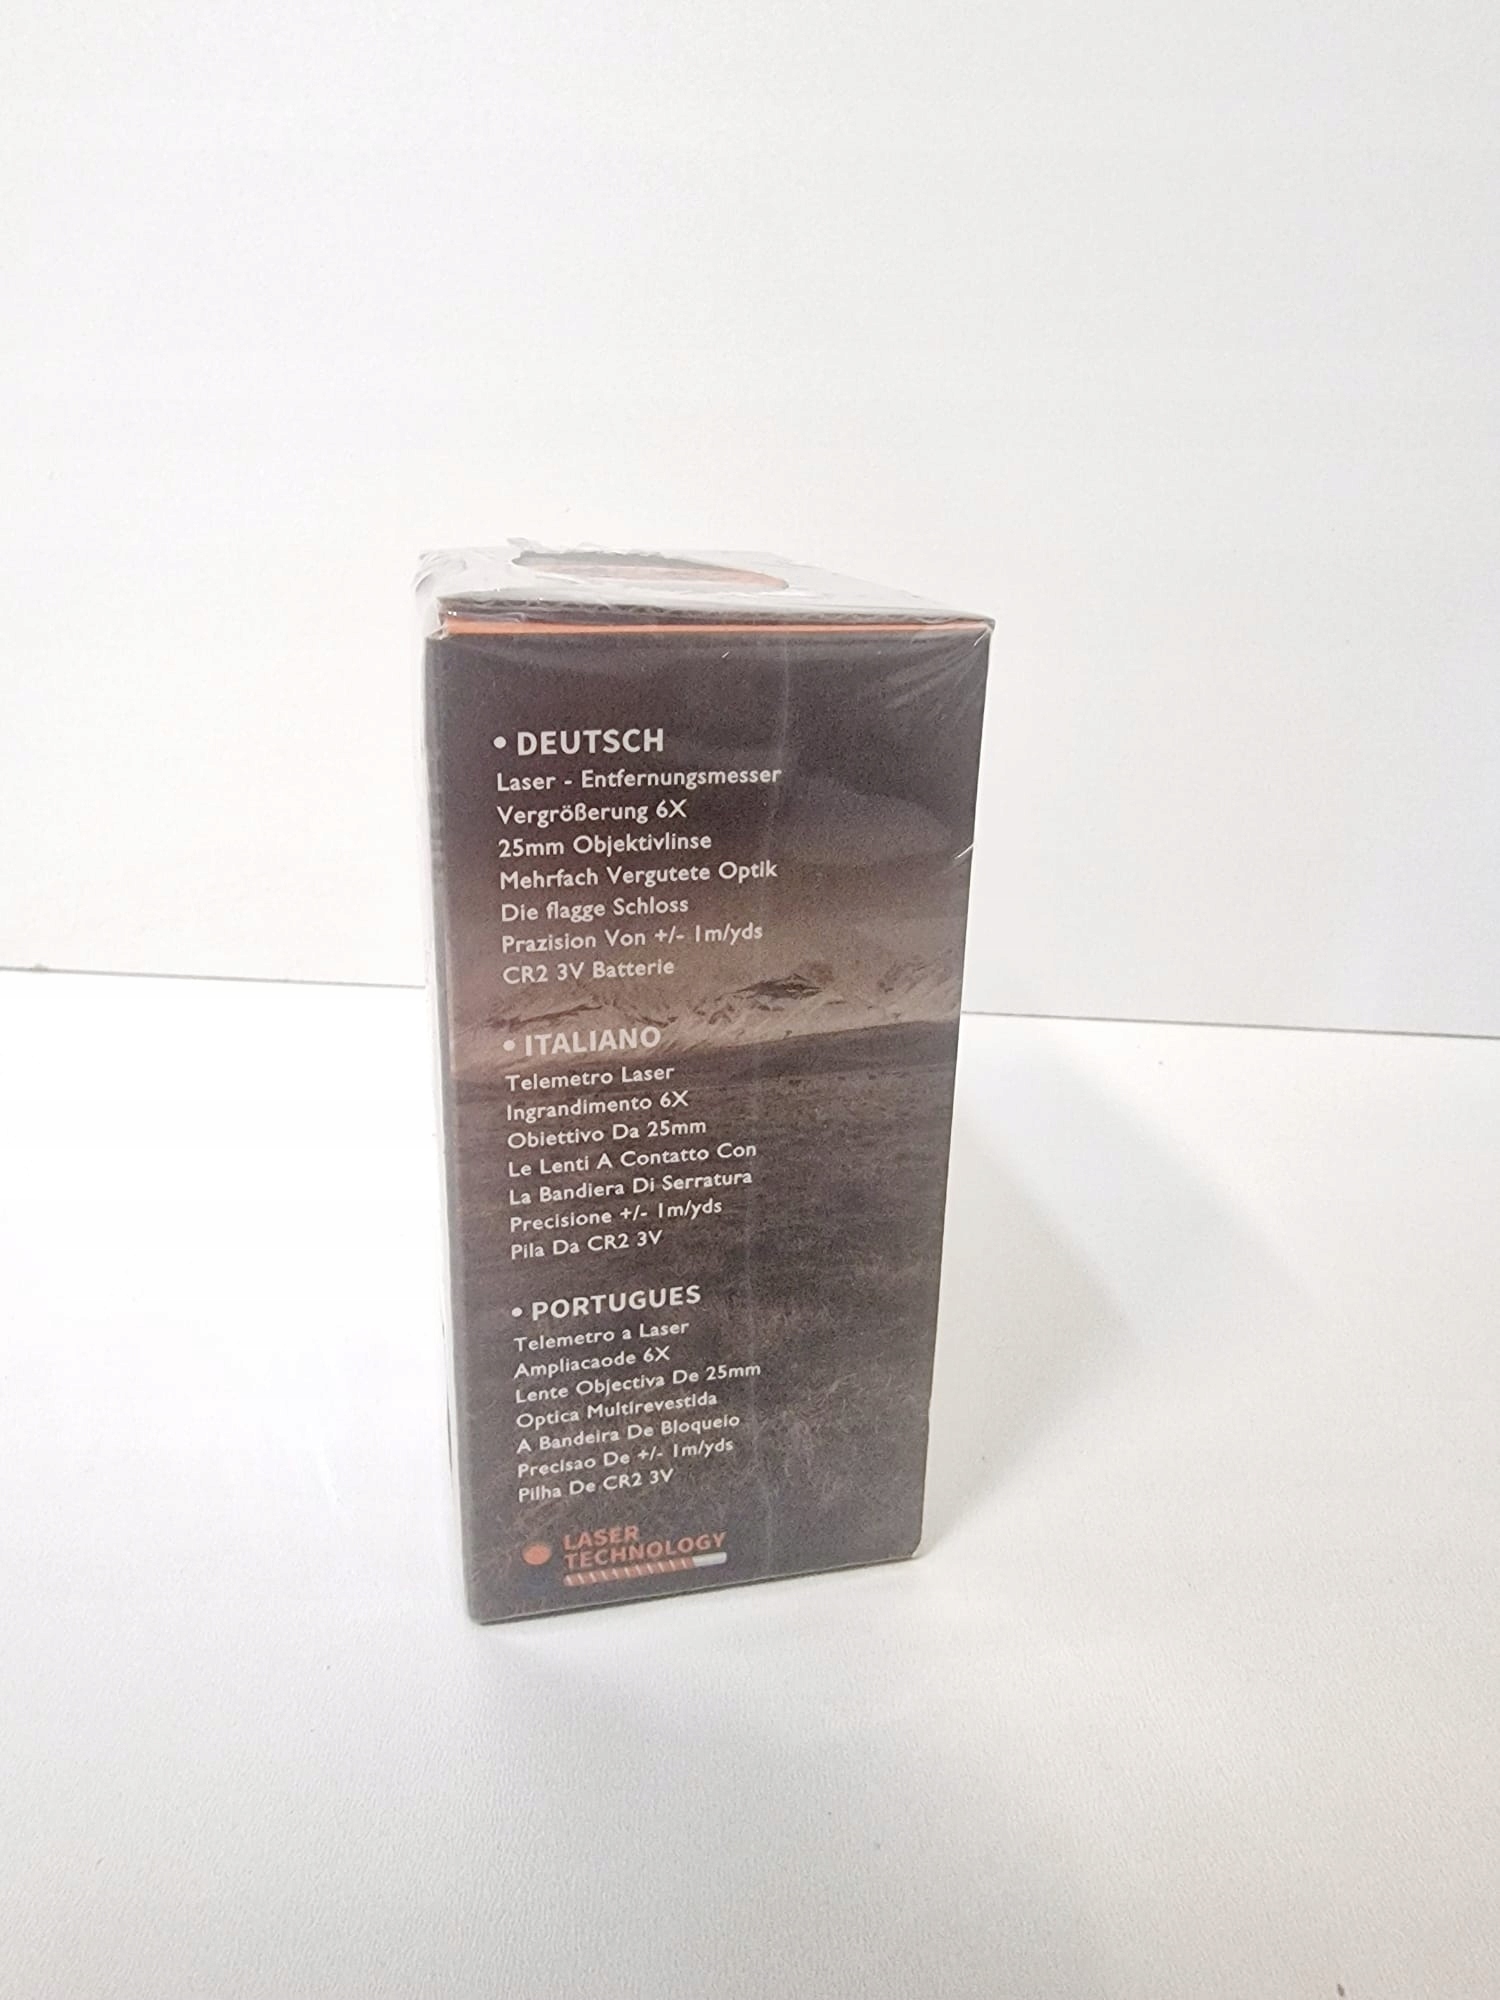 • DEUTSCH
Laser - Entfernungsmesser
Vergrößerung 6X
25mm Objektivlinse
Mehrfach Vergutete Optik
Die flagge Schloss
Prazision Von +/- 1m/yds
CR2 3V Batterie
• ITALIANO
Telemetro Laser
Ingrandimento 6X
Obiettivo Da 25mm
Le Lenti A Contatto Con
La Bandiera Di Serratura
Precisione +/- 1m/yds
Pila Da CR2 3V
• PORTUGUES
Telemetro a Laser
Ampliacaode 6X
Lente Objectiva De 25mm
Optica Multirevestida
A Bandeira De Bloqueio
Precisao De +/- 1m/yds
Pilha De CR2 3V
LASER
TECHNOLOGY